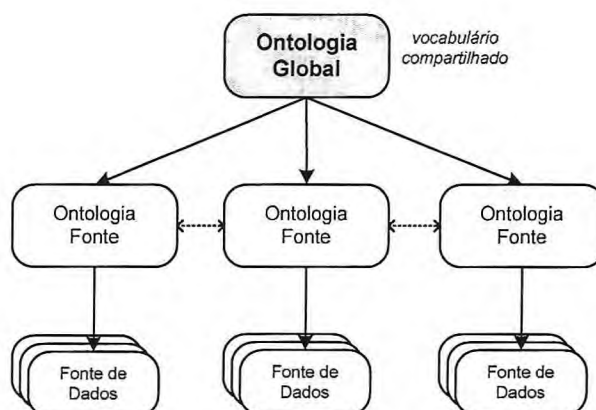 Ontologia
Global
vocabulário
compartilhado
Ontologia
Fonte
Ontologia
Fonte
Ontologia
Fonte
Fonte de
Dados
Fonte de
Dados
Fonte de
Dados